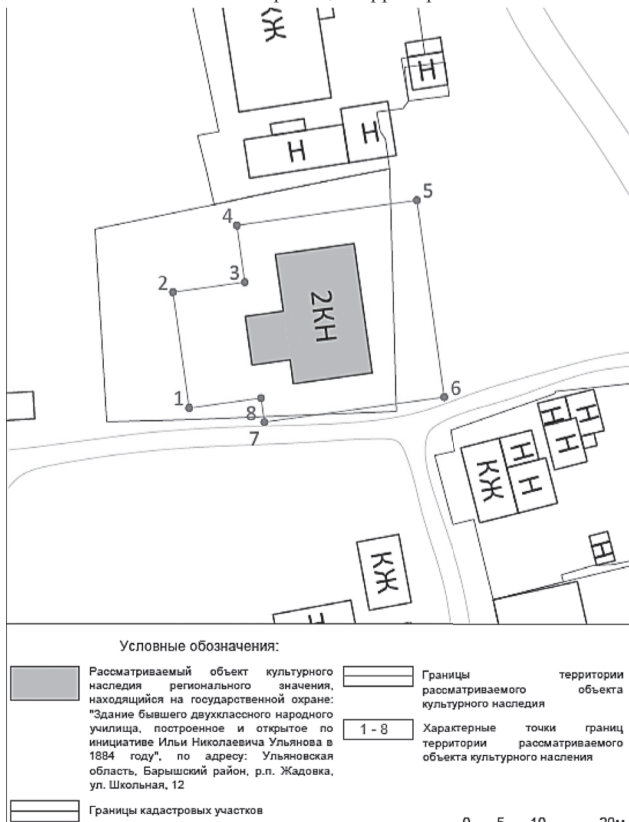 КЖ
Н
Н
Н
5
4
3
2
2КН
1
8
7
6
Н
Н
Н
Н
Н
КЖ
Н
КЖ
Н
Условные обозначения:
Рассматриваемый объект культурного
наследия регионального значения,
находящийся на государственной охране:
"Здание бывшего двухклассного народного
училища, построенное и открытое по
инициативе Ильи Николаевича Ульянова в
1884 году", по адресу: Ульяновская
область, Барышский район, р.п. Жадовка,
ул. Школьная, 12
Границы кадастровых участков
Границы территории
рассматриваемого объекта
культурного наследия
1 - 8
Характерные точки границ
территории рассматриваемого
объекта культурного насления
0 5 10 20м